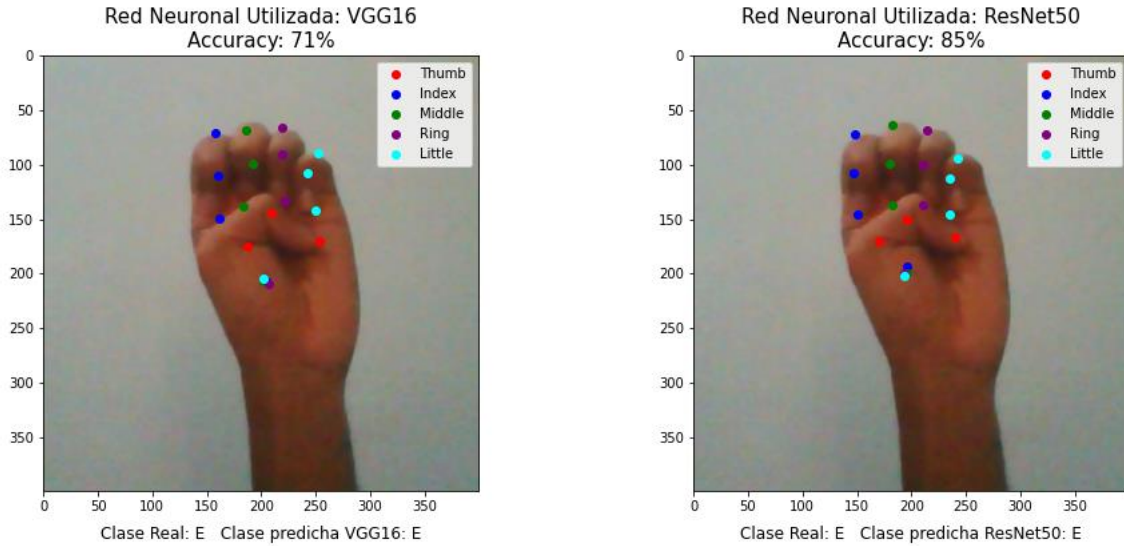 Red Neuronal Utilizada: VGG16
Accuracy: 71%
0
50
100
150
200
250
300
350
0 50 100 150 200 250 300 350
Thumb
Index
Middle
Ring
Little
Clase Real: E Clase predicha VGG16: E
Red Neuronal Utilizada: ResNet50
Accuracy: 85%
0
50
100
150
200
250
300
350
0 50 100 150 200 250 300 350
Thumb
Index
Middle
Ring
Little
Clase Real: E Clase predicha ResNet50: E